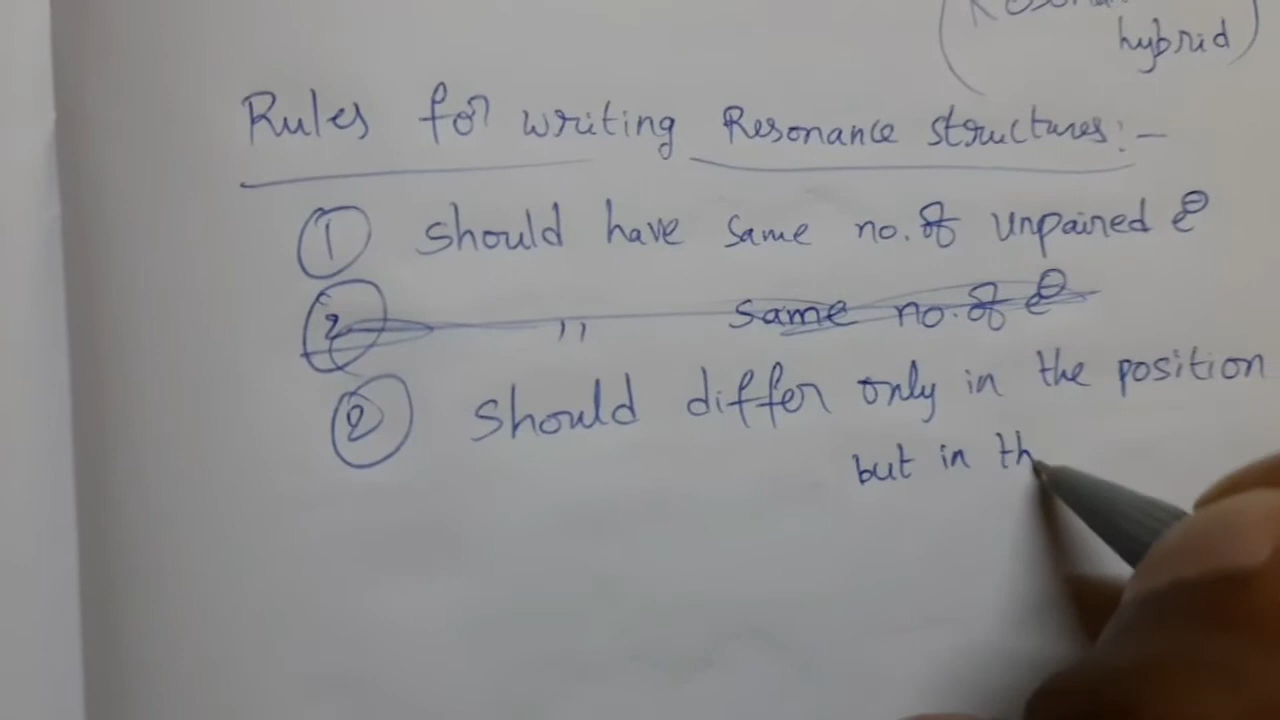 hybrid)
Rules for writing Resonance structures:-
① Should have same no. of unpaired e⊖
② " same no. of e⊖
② Should differ only in the position
but in th